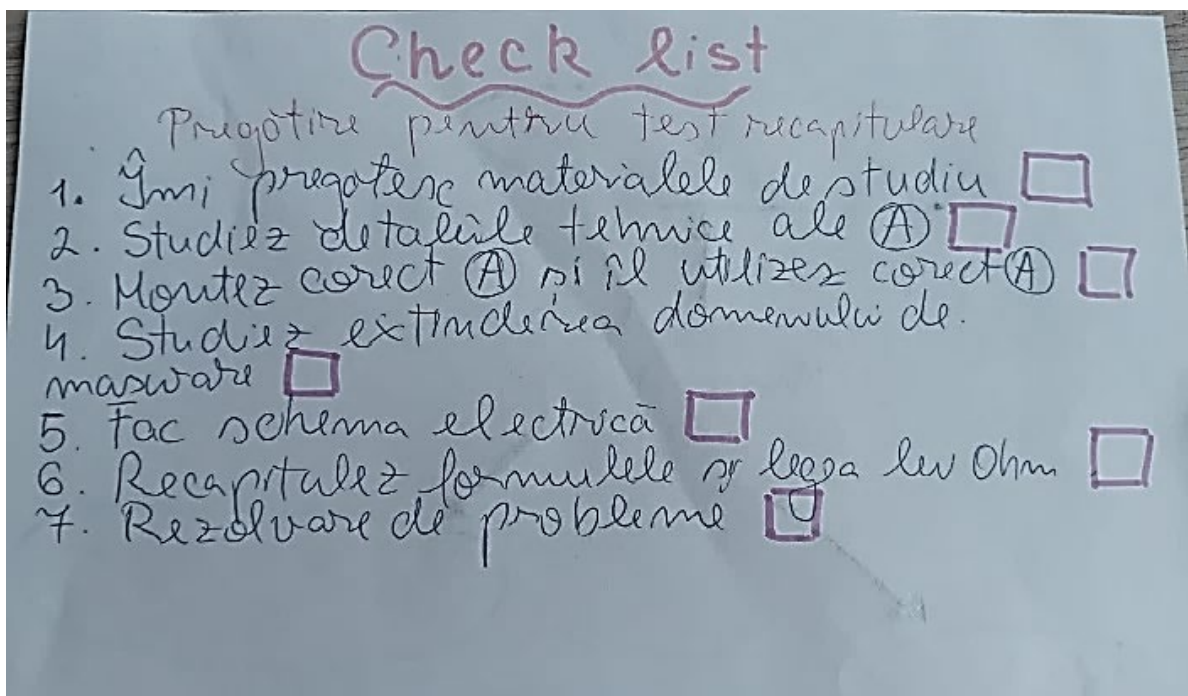 Check list
Pregătire pentru test recapitulare
1. Îmi pregătesc materialele de studiu
2. Studiez detaliile tehnice ale Ⓐ
3. Montez corect Ⓐ și îl utilizez corect Ⓐ
4. Studiez extinderea domeniului de
masurare
5. Fac schema electrică
6. Recapitulez formulele și legea lui Ohm
7. Rezolvare de probleme